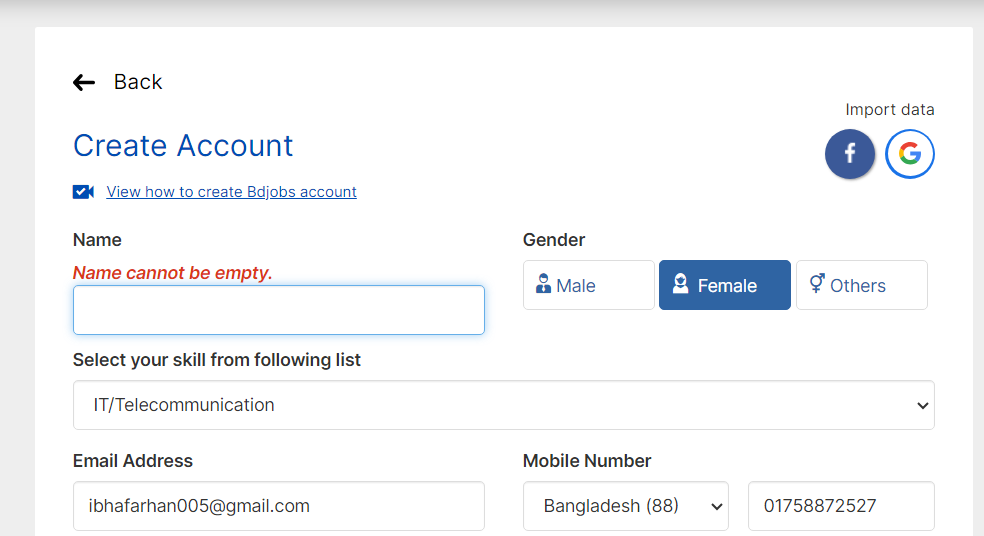 Back
Import data
Create Account
View how to create Bdjobs account
Name
Gender
Name cannot be empty.
Male
Female
Others
Select your skill from following list
IT/Telecommunication
Email Address
Mobile Number
ibhafarhan005@gmail.com
Bangladesh (88)
01758872527